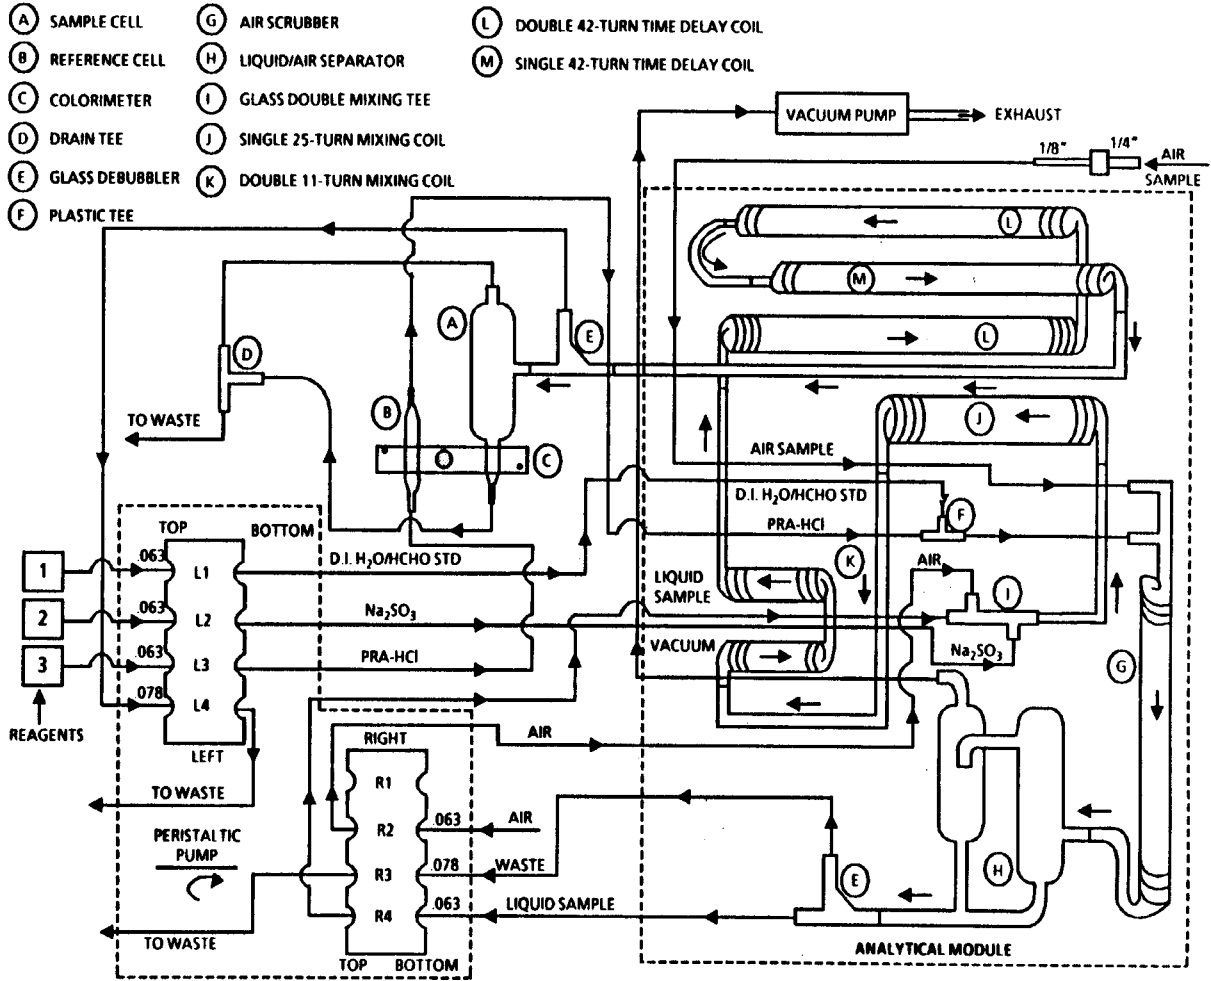 A SAMPLE CELL
B REFERENCE CELL
C COLORIMETER
D DRAIN TEE
E GLASS DEBUBBLER
F PLASTIC TEE
G AIR SCRUBBER
H LIQUID/AIR SEPARATOR
I GLASS DOUBLE MIXING TEE
J SINGLE 25-TURN MIXING COIL
K DOUBLE 11-TURN MIXING COIL
L DOUBLE 42-TURN TIME DELAY COIL
M SINGLE 42-TURN TIME DELAY COIL
VACUUM PUMP
EXHAUST
1/8"
1/4"
AIR
SAMPLE
L
M
L
A
E
D
B
C
J
TO WASTE
AIR SAMPLE
D.I. H₂O/HCHO STD
F
PRA-HCl
K
AIR
I
TOP
BOTTOM
D.I. H₂O/HCHO STD
1
.063
L1
LIQUID
SAMPLE
2
.063
L2
Na₂SO₃
3
.063
L3
PRA-HCl
VACUUM
Na₂SO₃
G
.078
L4
REAGENTS
LEFT
RIGHT
AIR
TO WASTE
R1
PERISTALTIC
PUMP
R2
.063
AIR
R3
.078
WASTE
E
H
R4
.063
LIQUID SAMPLE
TO WASTE
TOP
BOTTOM
ANALYTICAL MODULE